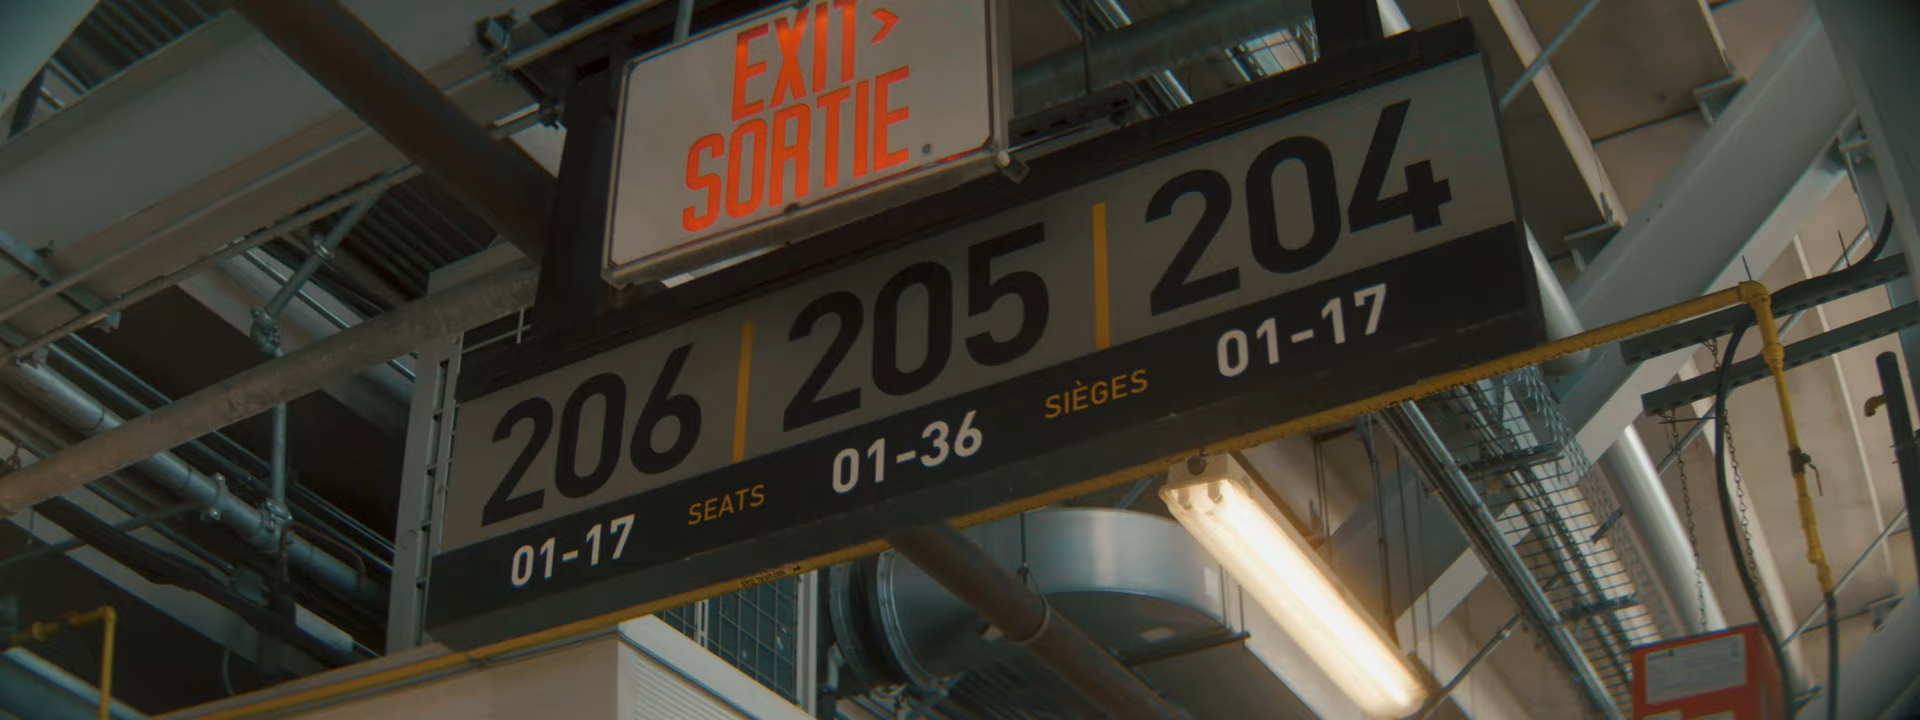 EXIT >
SORTIE
206 | 205 | 204
01-17 SEATS 01-36 SIÈGES 01-17